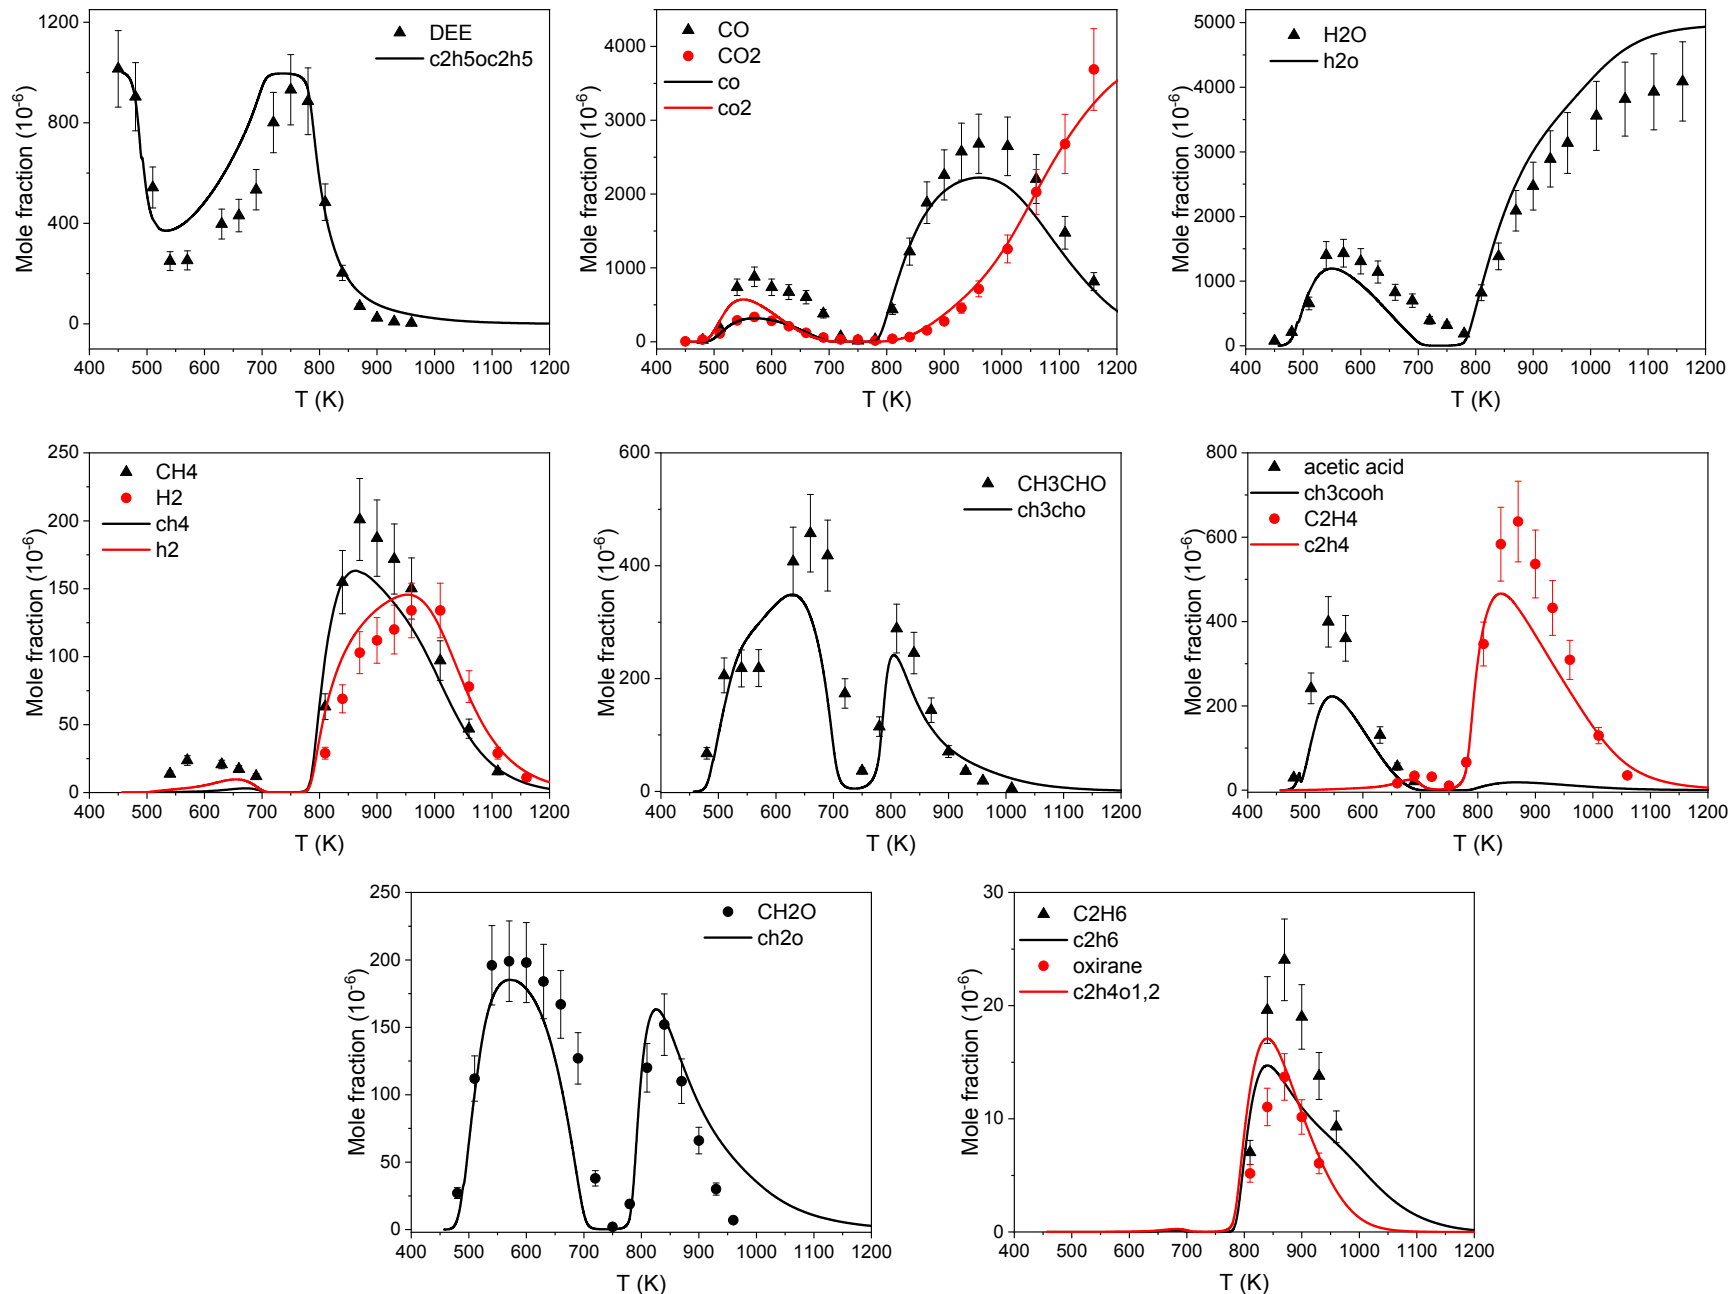 DEE
c2h5oc2h5
1200
800
400
0
Mole fraction (10-6)
400 500 600 700 800 900 1000 1100 1200
T (K)
CO
CO2
co
co2
4000
3000
2000
1000
0
Mole fraction (10-6)
400 500 600 700 800 900 1000 1100 1200
T (K)
H2O
h2o
5000
4000
3000
2000
1000
0
Mole fraction (10-6)
400 500 600 700 800 900 1000 1100 1200
T (K)
CH4
H2
ch4
h2
250
200
150
100
50
0
Mole fraction (10-6)
400 500 600 700 800 900 1000 1100 1200
T (K)
CH3CHO
ch3cho
600
400
200
0
Mole fraction (10-6)
400 500 600 700 800 900 1000 1100 1200
T (K)
acetic acid
ch3cooh
C2H4
c2h4
800
600
400
200
0
Mole fraction (10-6)
400 500 600 700 800 900 1000 1100 1200
T (K)
CH2O
ch2o
250
200
150
100
50
0
Mole fraction (10-6)
400 500 600 700 800 900 1000 1100 1200
T (K)
C2H6
c2h6
oxirane
c2h4o1,2
30
20
10
0
Mole fraction (10-6)
400 500 600 700 800 900 1000 1100 1200
T (K)